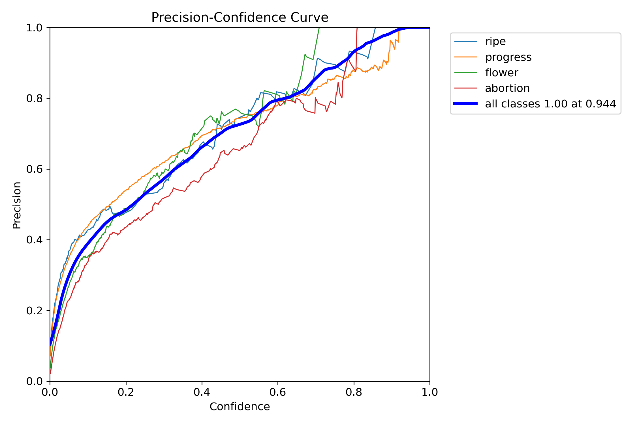 Precision-Confidence Curve
1.0
0.8
0.6
0.4
0.2
0.0
Precision
0.0 0.2 0.4 0.6 0.8 1.0
Confidence
ripe
progress
flower
abortion
all classes 1.00 at 0.944